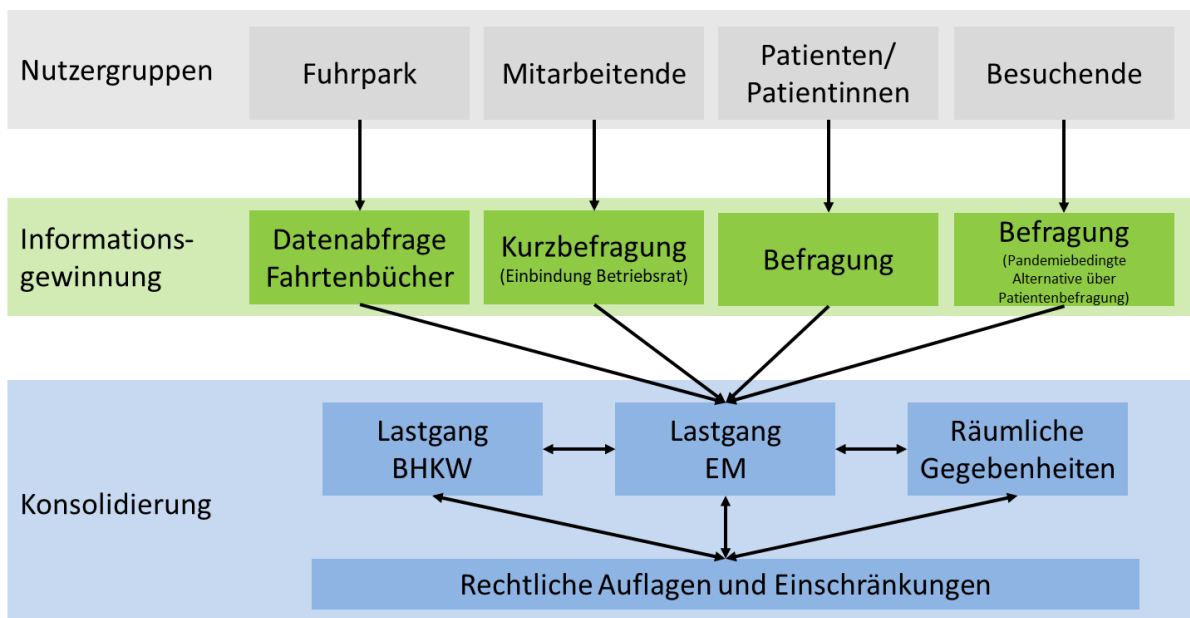 Nutzergruppen
Fuhrpark
Mitarbeitende
Patienten/
Patientinnen
Besuchende
Informations-
gewinnung
Datenabfrage
Fahrtenbücher
Kurzbefragung
(Einbindung Betriebsrat)
Befragung
Befragung
(Pandemiebedingte
Alternative über
Patientenbefragung)
Konsolidierung
Lastgang
BHKW
Lastgang
EM
Räumliche
Gegebenheiten
Rechtliche Auflagen und Einschränkungen